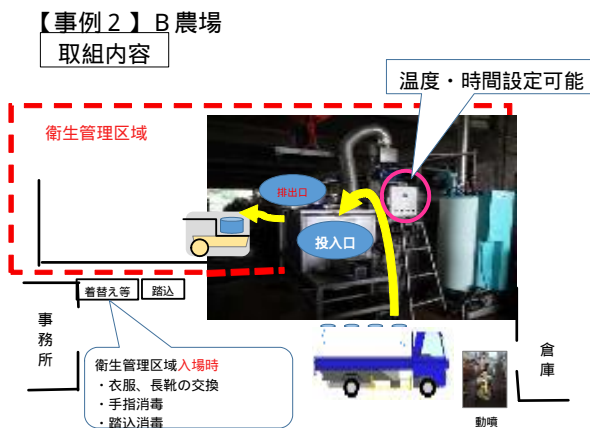 【事例２】Ｂ農場
取組内容
温度・時間設定可能
衛生管理区域
排出口
投入口
着替え等
踏込
事務所
衛生管理区域入場時
・衣服、長靴の交換
・手指消毒
・踏込消毒
倉庫
動噴